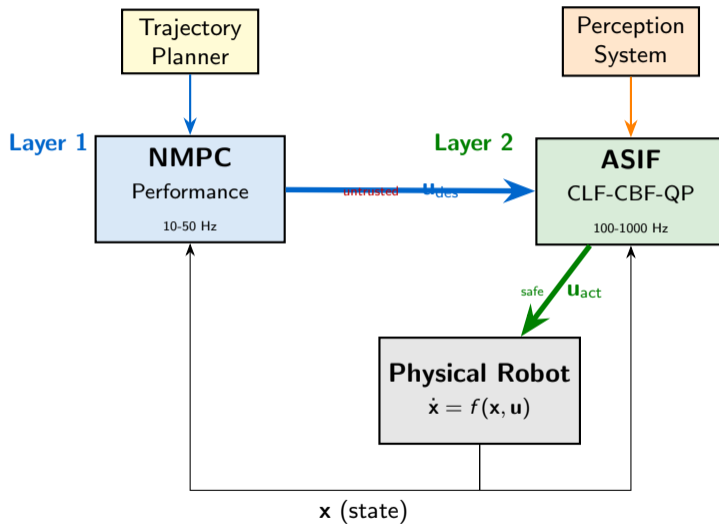 Trajectory
Planner
Perception
System
Layer 1
NMPC
Performance
10-50 Hz
untrusted
u_des
Layer 2
ASIF
CLF-CBF-QP
100-1000 Hz
safe
u_act
Physical Robot
ẋ = f(x, u)
x (state)